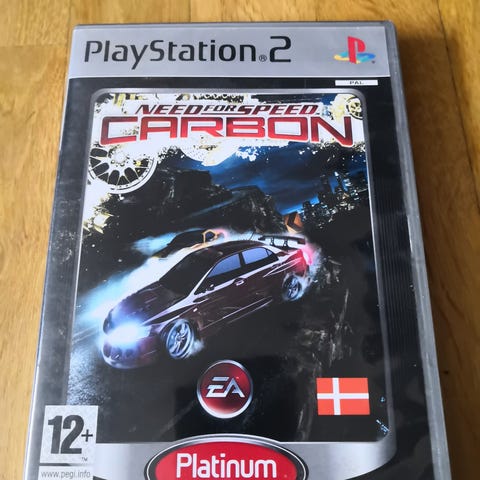 PlayStation®2
PAL
NEED FOR SPEED
CARBON
EA
12+
www.pegi.info
Platinum